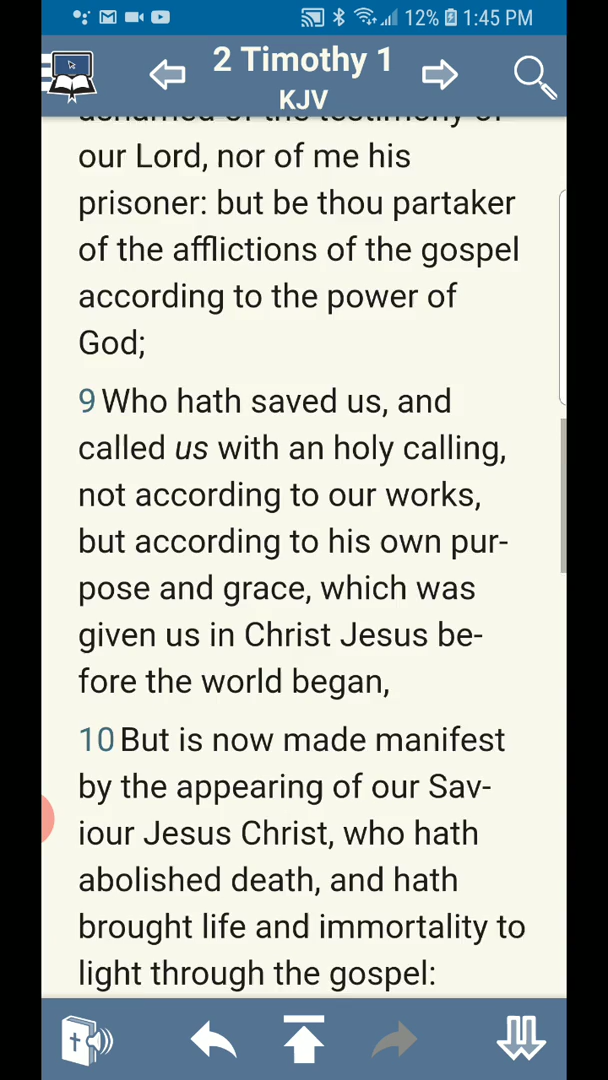 12% 1:45 PM
2 Timothy 1
KJV
ashamed of the testimony of
our Lord, nor of me his
prisoner: but be thou partaker
of the afflictions of the gospel
according to the power of
God;
9 Who hath saved us, and
called us with an holy calling,
not according to our works,
but according to his own pur-
pose and grace, which was
given us in Christ Jesus be-
fore the world began,
10 But is now made manifest
by the appearing of our Sav-
iour Jesus Christ, who hath
abolished death, and hath
brought life and immortality to
light through the gospel: